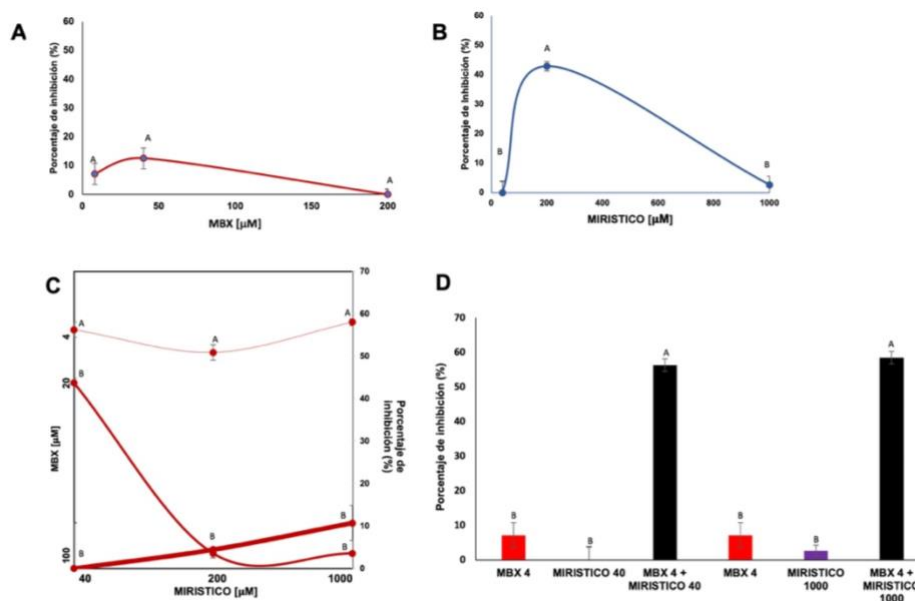 A
Porcentaje de inhibición (%)
60
50
40
30
20
10
0
A
A
A
0
50
100
150
200
MBX [μM]
B
Porcentaje de Inhibición (%)
60
50
40
30
20
10
0
B
A
B
0
200
400
600
800
1000
MIRISTICO [μM]
C
MBX [μM]
4
20
100
A
A
A
B
B
B
B
B
70
60
50
40
30
20
10
0
Porcentaje de
inhibición (%)
40
200
1000
MIRISTICO [μM]
D
Porcentaje de inhibición (%)
70
60
50
40
30
20
10
0
B
B
A
B
B
A
MBX 4
MIRISTICO 40
MBX 4 +
MIRISTICO 40
MBX 4
MIRISTICO
1000
MBX 4 +
MIRISTICO
1000